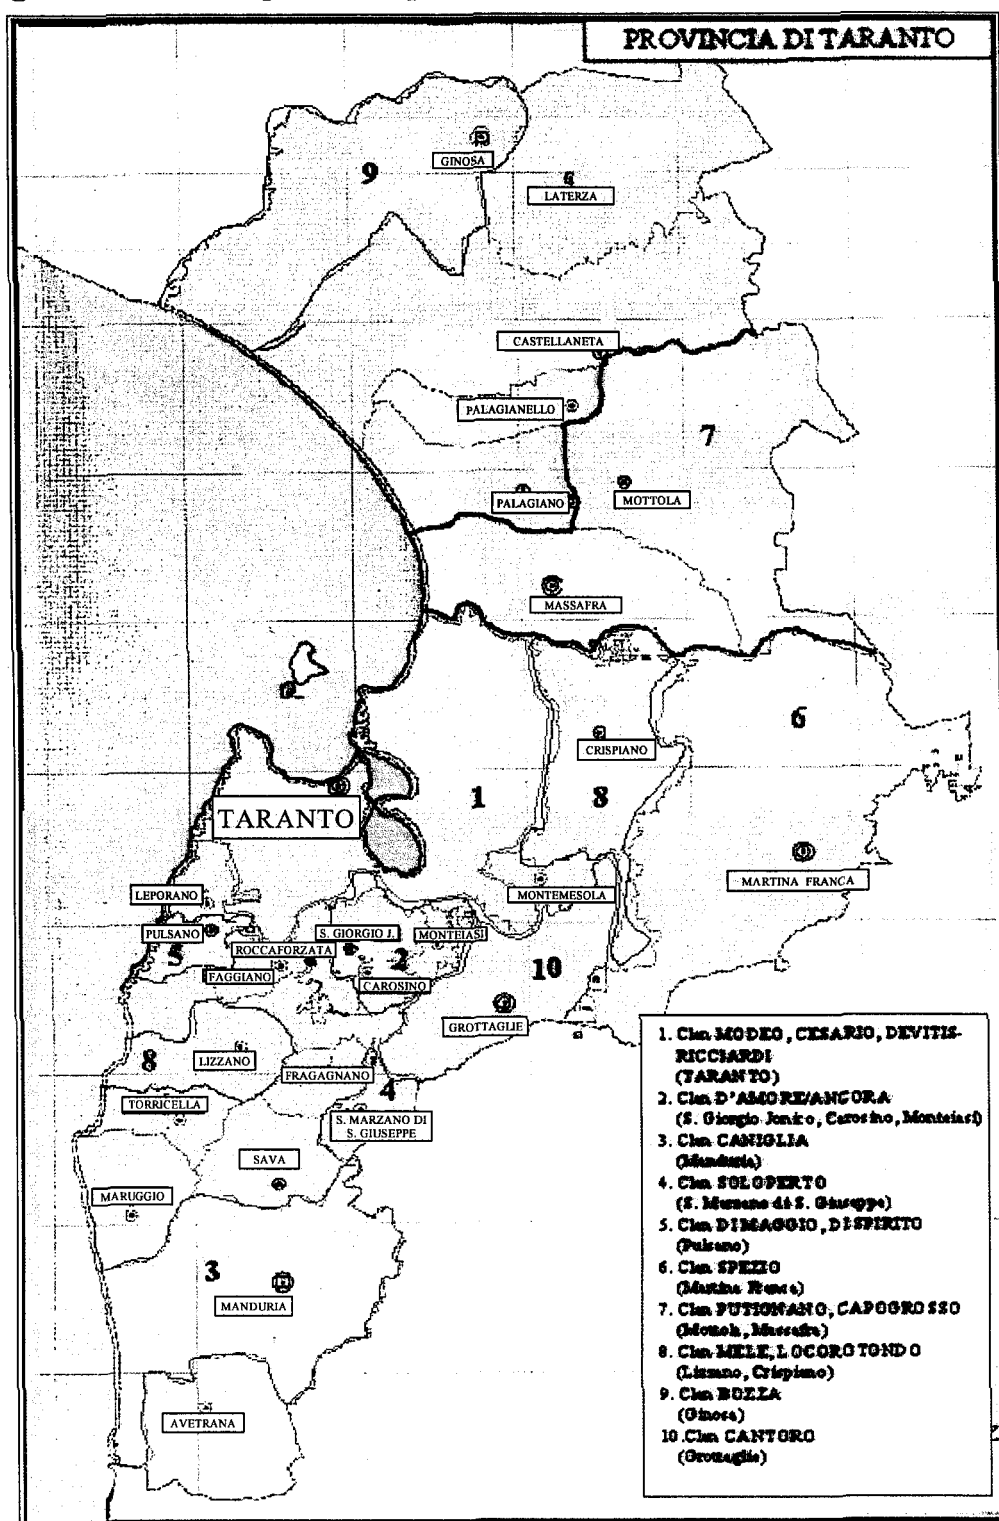 PROVINCIA DI TARANTO
GINOSA
9
LATERZA
CASTELLANETA
PALAGIANELLO
7
PALAGIANO
MOTTOLA
MASSAFRA
6
CRISPIANO
1
8
TARANTO
MARTINA FRANCA
LEPORANO
MONTEMESOLA
PULSANO
S. GIORGIO J.
MONTEIASI
ROCCAFORZATA
5
2
10
FAGGIANO
CAROSINO
GROTTAGLIE
LIZZANO
8
FRAGAGNANO
4
TORRICELLA
S. MARZANO DI
S. GIUSEPPE
SAVA
MARUGGIO
3
MANDURIA
AVETRANA
1. Clan MODEO, CESARIO, DEVITIS-
RICCIARDI
(TARANTO)
2. Clan D'AMORE/ANCORA
(S. Giorgio Jonico, Carosino, Monteiasi)
3. Clan CANIGLIA
(Manduria)
4. Clan SOLOPERTO
(S. Marzano di S. Giuseppe)
5. Clan DIMAGGIO, DISPIRITO
(Pulsano)
6. Clan SPEZIO
(Martina Franca)
7. Clan PUTIGNANO, CAPOGROSSO
(Mottola, Massafra)
8. Clan MELE, LOCOROTONDO
(Lizzano, Crispiano)
9. Clan BOZZA
(Ginosa)
10. Clan CANTORO
(Grottaglie)